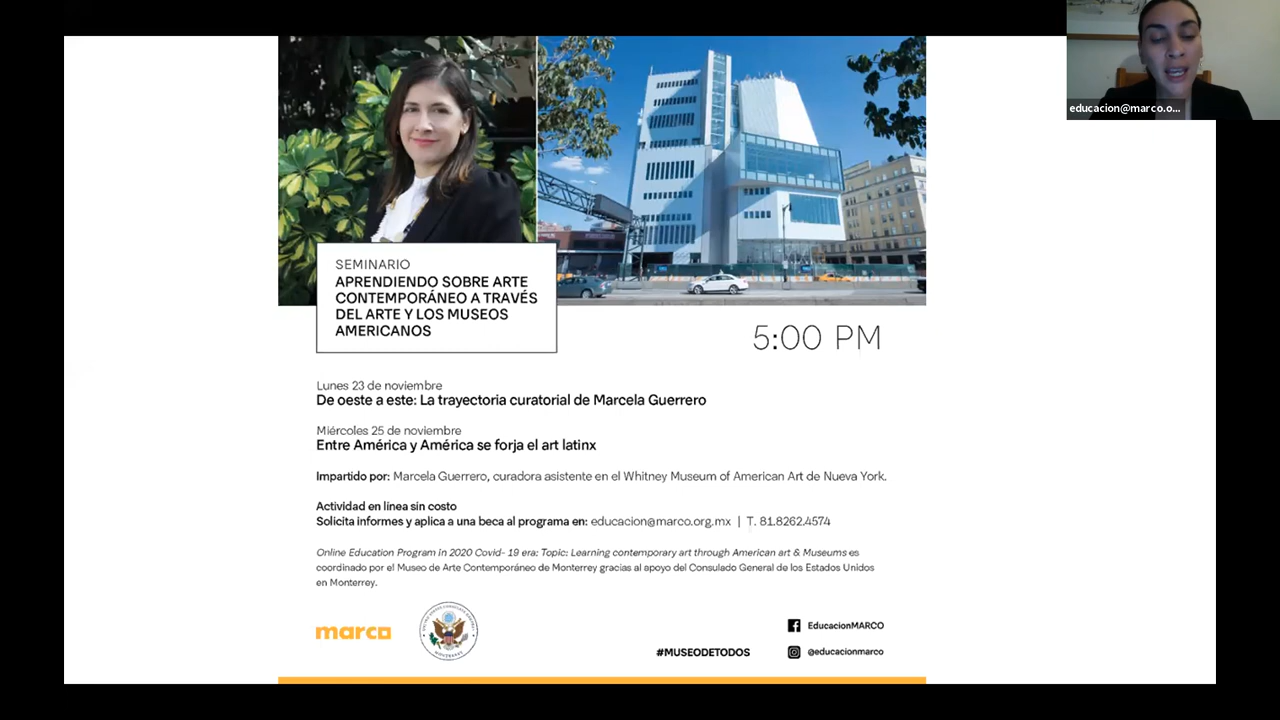 educacion@marco.o...
SEMINARIO
APRENDIENDO SOBRE ARTE
CONTEMPORÁNEO A TRAVÉS
DEL ARTE Y LOS MUSEOS
AMERICANOS
5:00 PM
Lunes 23 de noviembre
De oeste a este: La trayectoria curatorial de Marcela Guerrero
Miércoles 25 de noviembre
Entre América y América se forja el art latinx
Impartido por: Marcela Guerrero, curadora asistente en el Whitney Museum of American Art de Nueva York.
Actividad en línea sin costo
Solicita informes y aplica a una beca al programa en: educacion@marco.org.mx | T. 81.8262.4574
Online Education Program in 2020 Covid- 19 era: Topic: Learning contemporary art through American art & Museums es
coordinado por el Museo de Arte Contemporáneo de Monterrey gracias al apoyo del Consulado General de los Estados Unidos
en Monterrey.
marco
MONTERREY
EducacionMARCO
#MUSEODETODOS
@educacionmarco